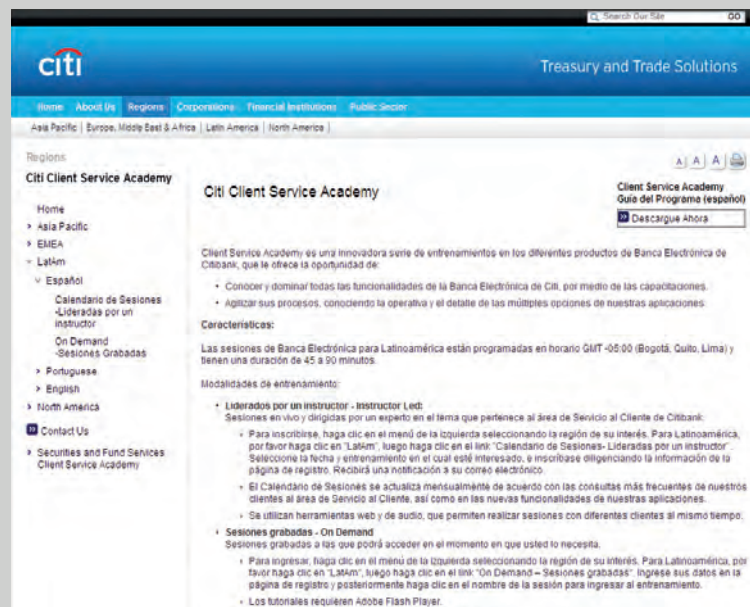 Search Our Site GO
citi
Treasury and Trade Solutions
Home About Us Regions Corporations Financial Institutions Public Sector
Asia Pacific | Europe, Middle East & Africa | Latin America | North America |
Regions
Citi Client Service Academy
Home
Asia Pacific
EMEA
LatAm
Español
Calendario de Sesiones
-Lideradas por un
instructor
On Demand
-Sesiones Grabadas
Portuguese
English
North America
Contact Us
Securities and Fund Services
Client Service Academy
A A A
Citi Client Service Academy
Client Service Academy
Guía del Programa (español)
Descargue Ahora
Client Service Academy es una innovadora serie de entrenamientos en los diferentes productos de Banca Electrónica de
Citibank, que le ofrece la oportunidad de:
• Conocer y dominar todas las funcionalidades de la Banca Electrónica de Citi, por medio de las capacitaciones.
• Agilizar sus procesos, conociendo la operativa y el detalle de las múltiples opciones de nuestras aplicaciones.
Características:
Las sesiones de Banca Electrónica para Latinoamérica están programadas en horario GMT -05:00 (Bogotá, Quito, Lima) y
tienen una duración de 45 a 90 minutos.
Modalidades de entrenamiento:
• Liderados por un instructor - Instructor Led:
Sesiones en vivo y dirigidas por un experto en el tema que pertenece al área de Servicio al Cliente de Citibank.
• Para inscribirse, haga clic en el menú de la izquierda seleccionando la región de su interés. Para Latinoamérica,
por favor haga clic en "LatAm", luego haga clic en el link "Calendario de Sesiones- Lideradas por un instructor".
Seleccione la fecha y entrenamiento en el cual esté interesado, e inscríbase diligenciando la información de la
página de registro. Recibirá una notificación a su correo electrónico.
• El Calendario de Sesiones se actualiza mensualmente de acuerdo con las consultas más frecuentes de nuestros
clientes al área de Servicio al Cliente, así como en las nuevas funcionalidades de nuestras aplicaciones.
• Se utilizan herramientas web y de audio, que permiten realizar sesiones con diferentes clientes al mismo tiempo.
• Sesiones grabadas - On Demand
Sesiones grabadas a las que podrá acceder en el momento en que usted lo necesita.
• Para ingresar, haga clic en el menú de la izquierda seleccionando la región de su interés. Para Latinoamérica, por
favor haga clic en "LatAm", luego haga clic en el link "On Demand – Sesiones grabadas". Ingrese sus datos en la
página de registro y posteriormente haga clic en el nombre de la sesión para ingresar al entrenamiento.
• Los tutoriales requieren Adobe Flash Player.